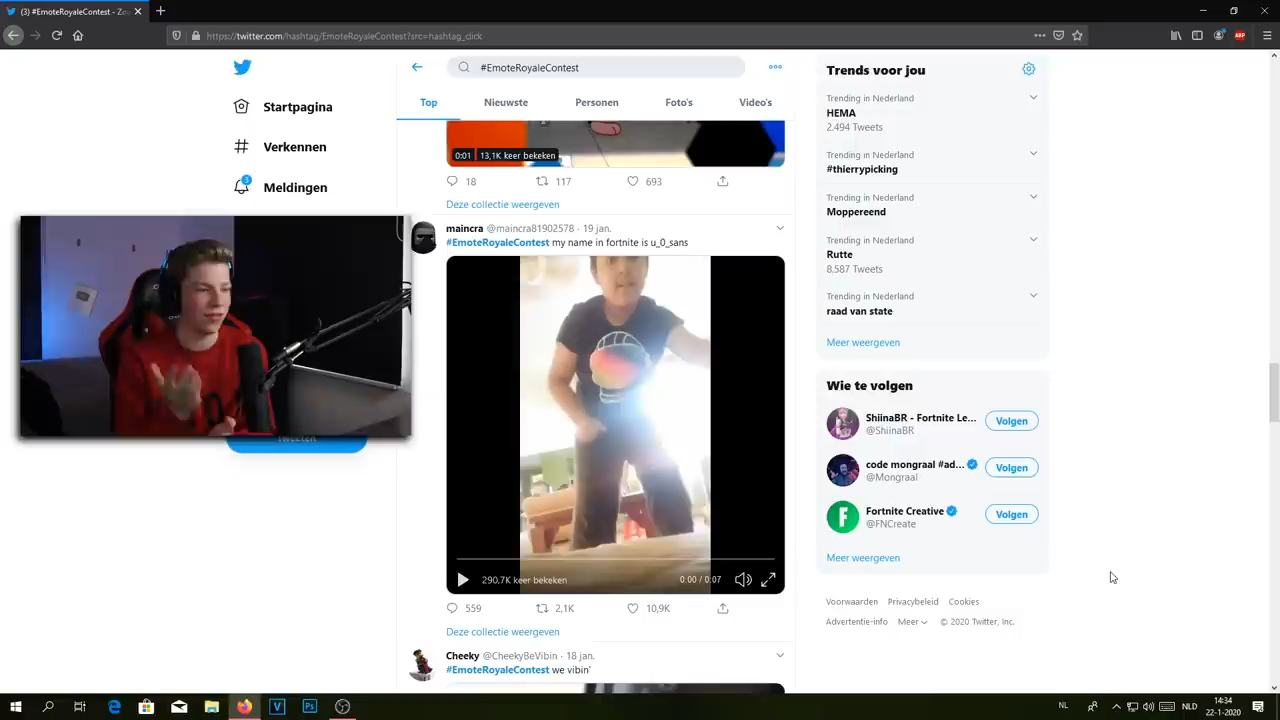 (3) #EmoteRoyaleContest - Zoe
https://twitter.com/hashtag/EmoteRoyaleContest?src=hashtag_click
ABP
#EmoteRoyaleContest
Startpagina
Verkennen
3
Meldingen
Tweeten
Top
Nieuwste
Personen
Foto's
Video's
0:01
13,1K keer bekeken
18
117
693
Deze collectie weergeven
maincra @maincra81902578 · 19 jan.
#EmoteRoyaleContest my name in fortnite is u_0_sans
290,7K keer bekeken
0:00 / 0:07
559
2,1K
10,9K
Deze collectie weergeven
Cheeky @CheekyBeVibin · 18 jan.
#EmoteRoyaleContest we vibin'
Trends voor jou
Trending in Nederland
HEMA
2.494 Tweets
Trending in Nederland
#thierrypicking
Trending in Nederland
Moppereend
Trending in Nederland
Rutte
8.587 Tweets
Trending in Nederland
raad van state
Meer weergeven
Wie te volgen
ShiinaBR - Fortnite Le...
@ShiinaBR
Volgen
code mongraal #ad...
@Mongraal
Volgen
Fortnite Creative
@FNCreate
Volgen
Meer weergeven
Voorwaarden Privacybeleid Cookies
Advertentie-info Meer © 2020 Twitter, Inc.
NL
NLD
14:34
22-1-2020